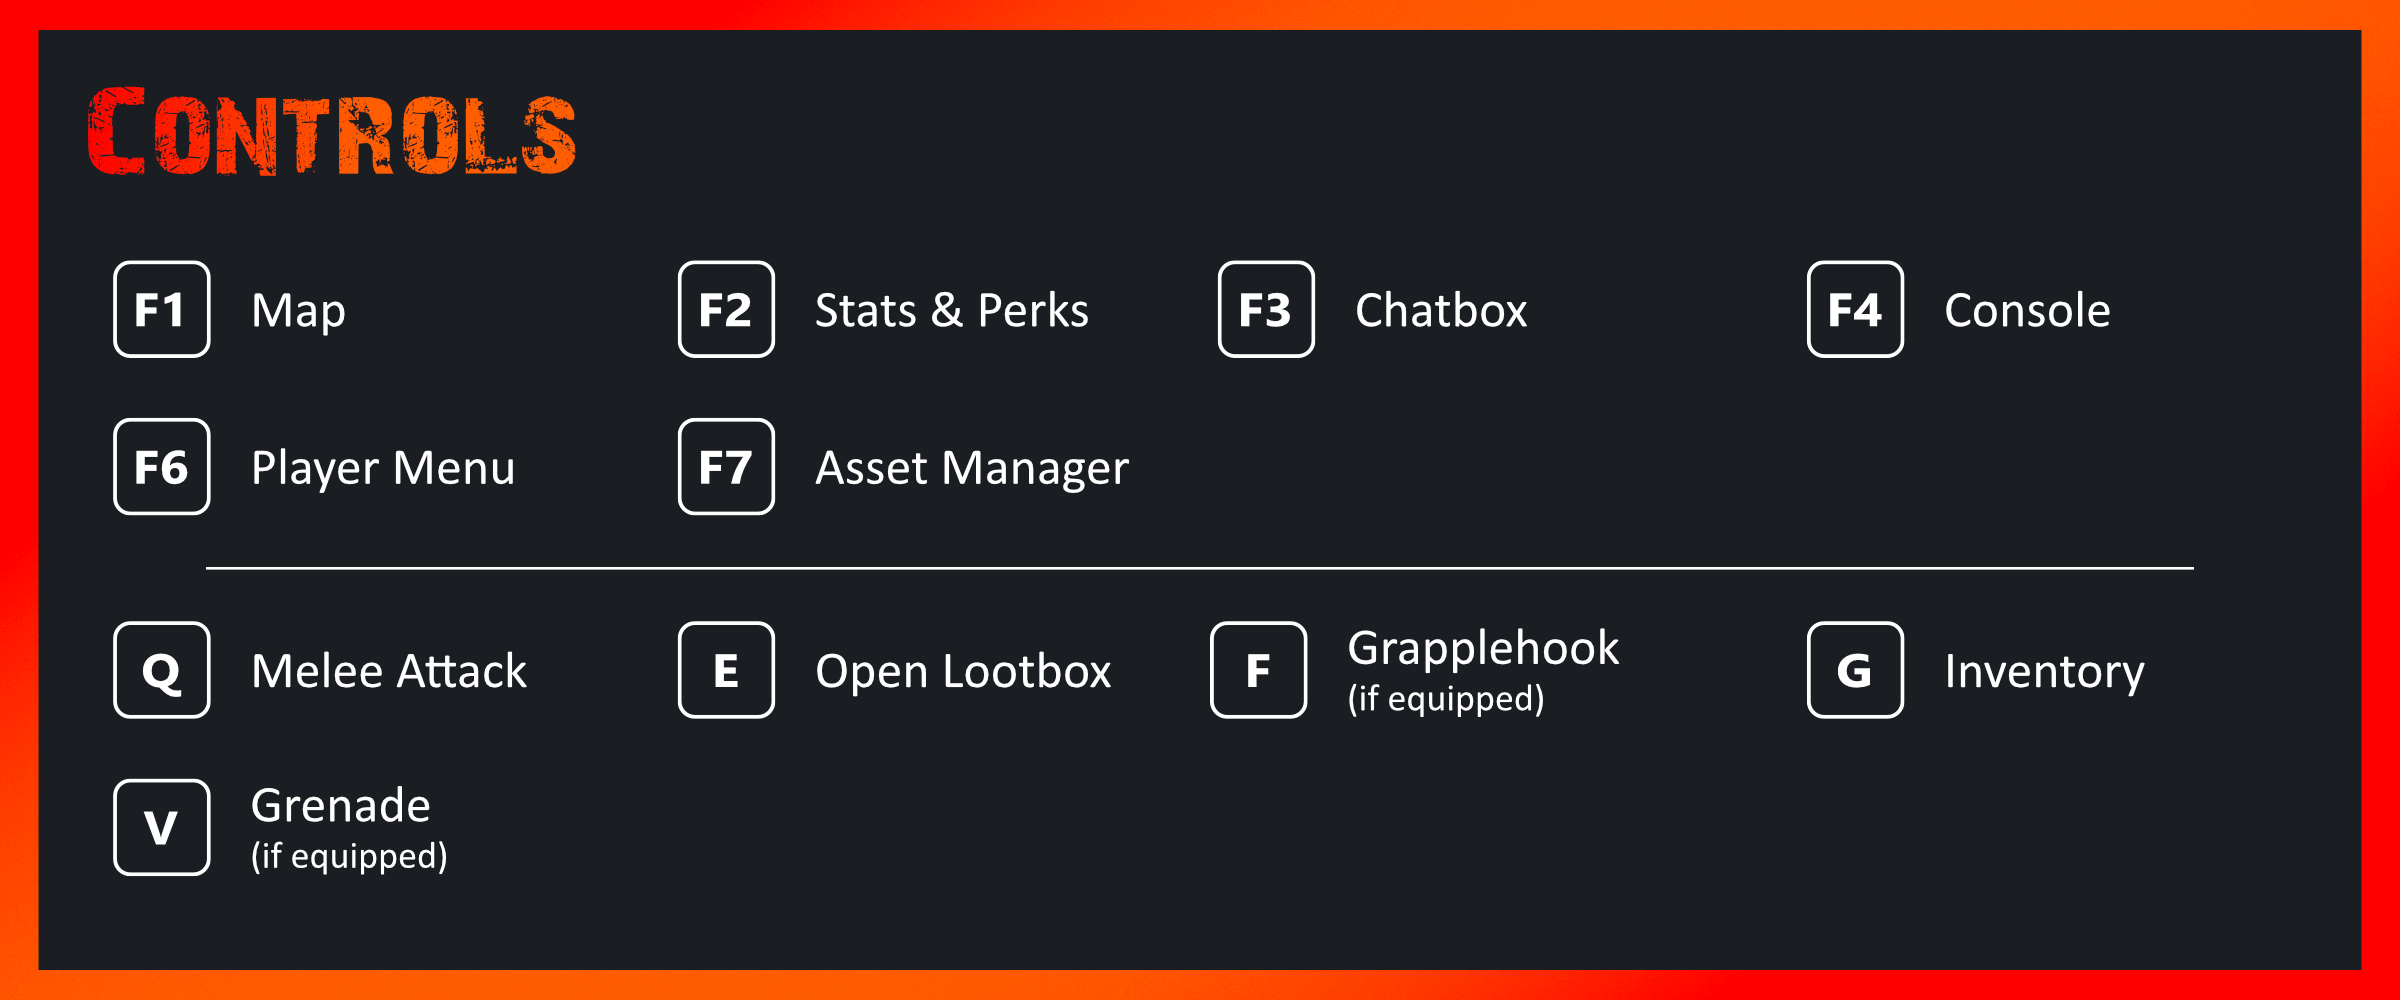 Controls
F1 Map F2 Stats & Perks F3 Chatbox F4 Console
F6 Player Menu F7 Asset Manager
Q Melee Attack E Open Lootbox F Grapplehook G Inventory
(if equipped)
V Grenade
(if equipped)